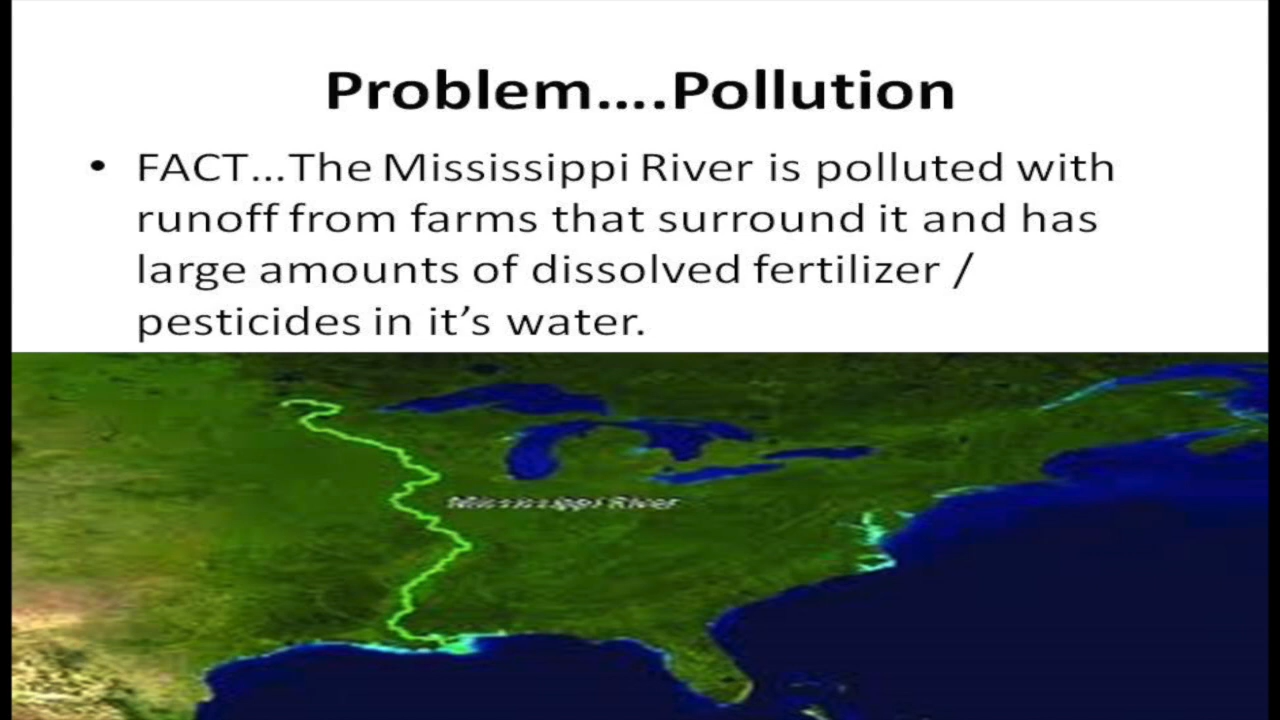 Problem....Pollution
• FACT...The Mississippi River is polluted with
runoff from farms that surround it and has
large amounts of dissolved fertilizer /
pesticides in it’s water.
Mississippi River